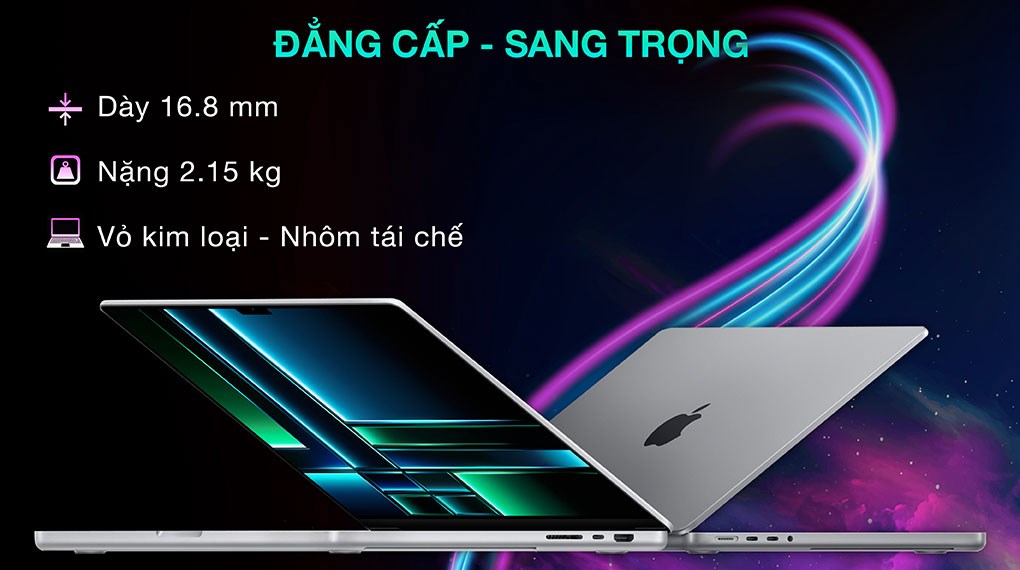 ĐẲNG CẤP - SANG TRỌNG
Dày 16.8 mm
Nặng 2.15 kg
Vỏ kim loại - Nhôm tái chế